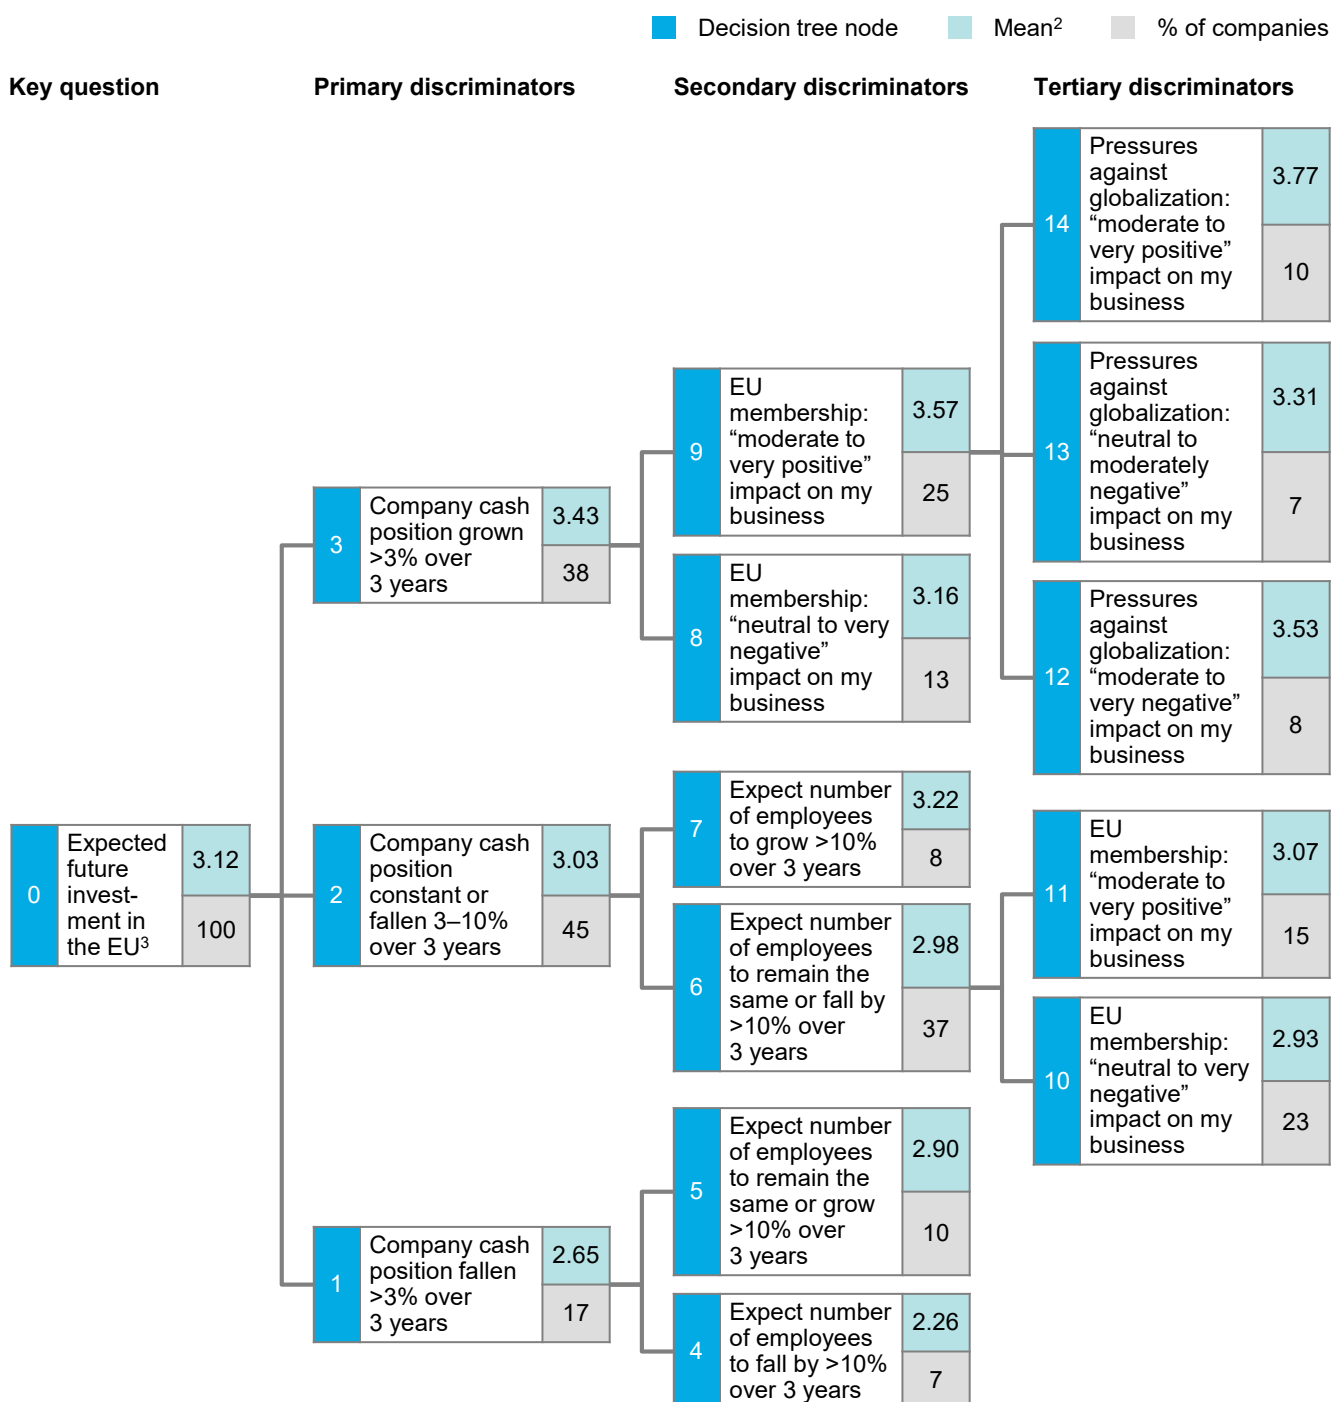 Decision tree node
Mean2
% of companies
Key question
Primary discriminators
Secondary discriminators
Tertiary discriminators
0
Expected
future
invest-
ment in
the EU3
3.12
100
3
Company cash
position grown
>3% over
3 years
3.43
38
2
Company cash
position
constant or
fallen 3–10%
over 3 years
3.03
45
1
Company cash
position fallen
>3% over
3 years
2.65
17
9
EU
membership:
“moderate to
very positive”
impact on my
business
3.57
25
8
EU
membership:
“neutral to very
negative”
impact on my
business
3.16
13
7
Expect number
of employees
to grow >10%
over 3 years
3.22
8
6
Expect number
of employees
to remain the
same or fall by
>10% over
3 years
2.98
37
5
Expect number
of employees
to remain the
same or grow
>10% over
3 years
2.90
10
4
Expect number
of employees
to fall by >10%
over 3 years
2.26
7
14
Pressures
against
globalization:
“moderate to
very positive”
impact on my
business
3.77
10
13
Pressures
against
globalization:
“neutral to
moderately
negative”
impact on my
business
3.31
7
12
Pressures
against
globalization:
“moderate to
very negative”
impact on my
business
3.53
8
11
EU
membership:
“moderate to
very positive”
impact on my
business
3.07
15
10
EU
membership:
“neutral to very
negative”
impact on my
business
2.93
23